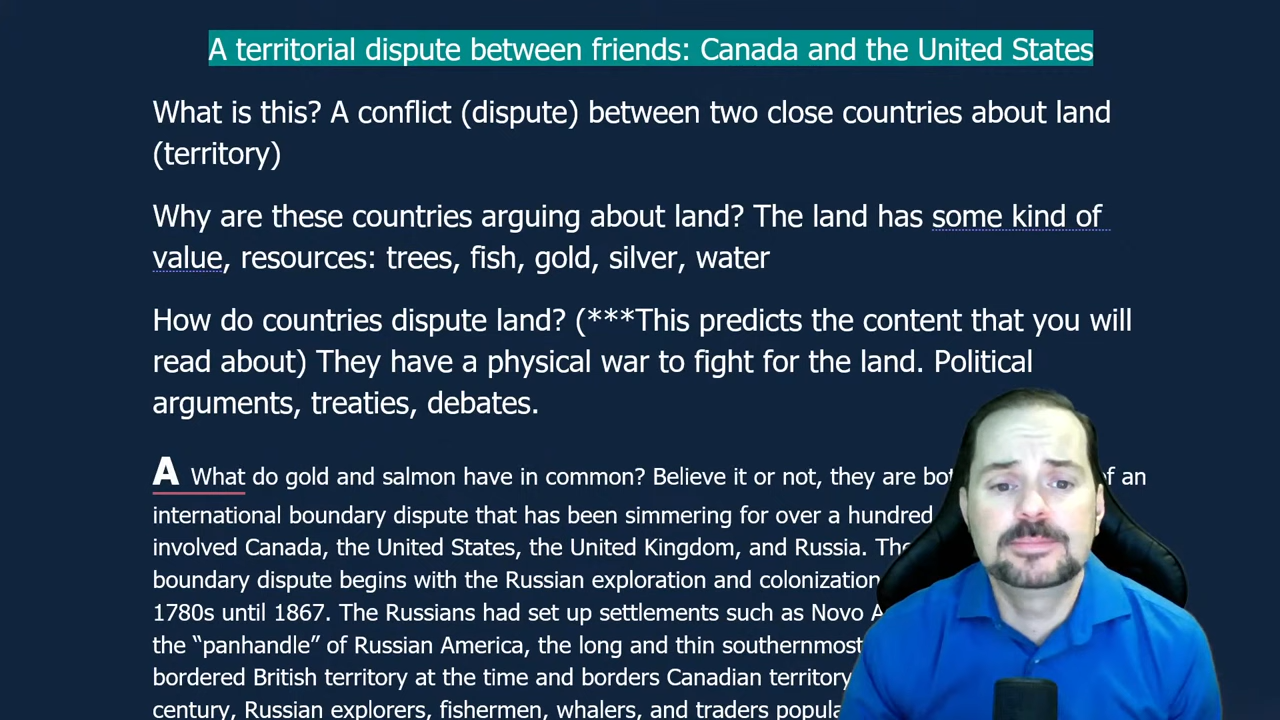 A territorial dispute between friends: Canada and the United States
What is this? A conflict (dispute) between two close countries about land
(territory)
Why are these countries arguing about land? The land has some kind of
value, resources: trees, fish, gold, silver, water
How do countries dispute land? (***This predicts the content that you will
read about) They have a physical war to fight for the land. Political
arguments, treaties, debates.
A What do gold and salmon have in common? Believe it or not, they are of an
international boundary dispute that has been simmering for over a hundred
involved Canada, the United States, the United Kingdom, and Russia.
boundary dispute begins with the Russian exploration and colonization
1780s until 1867. The Russians had set up settlements such as Novo
the “panhandle” of Russian America, the long and thin southernmost
bordered British territory at the time and borders Canadian territory
century, Russian explorers, fishermen, whalers, and traders